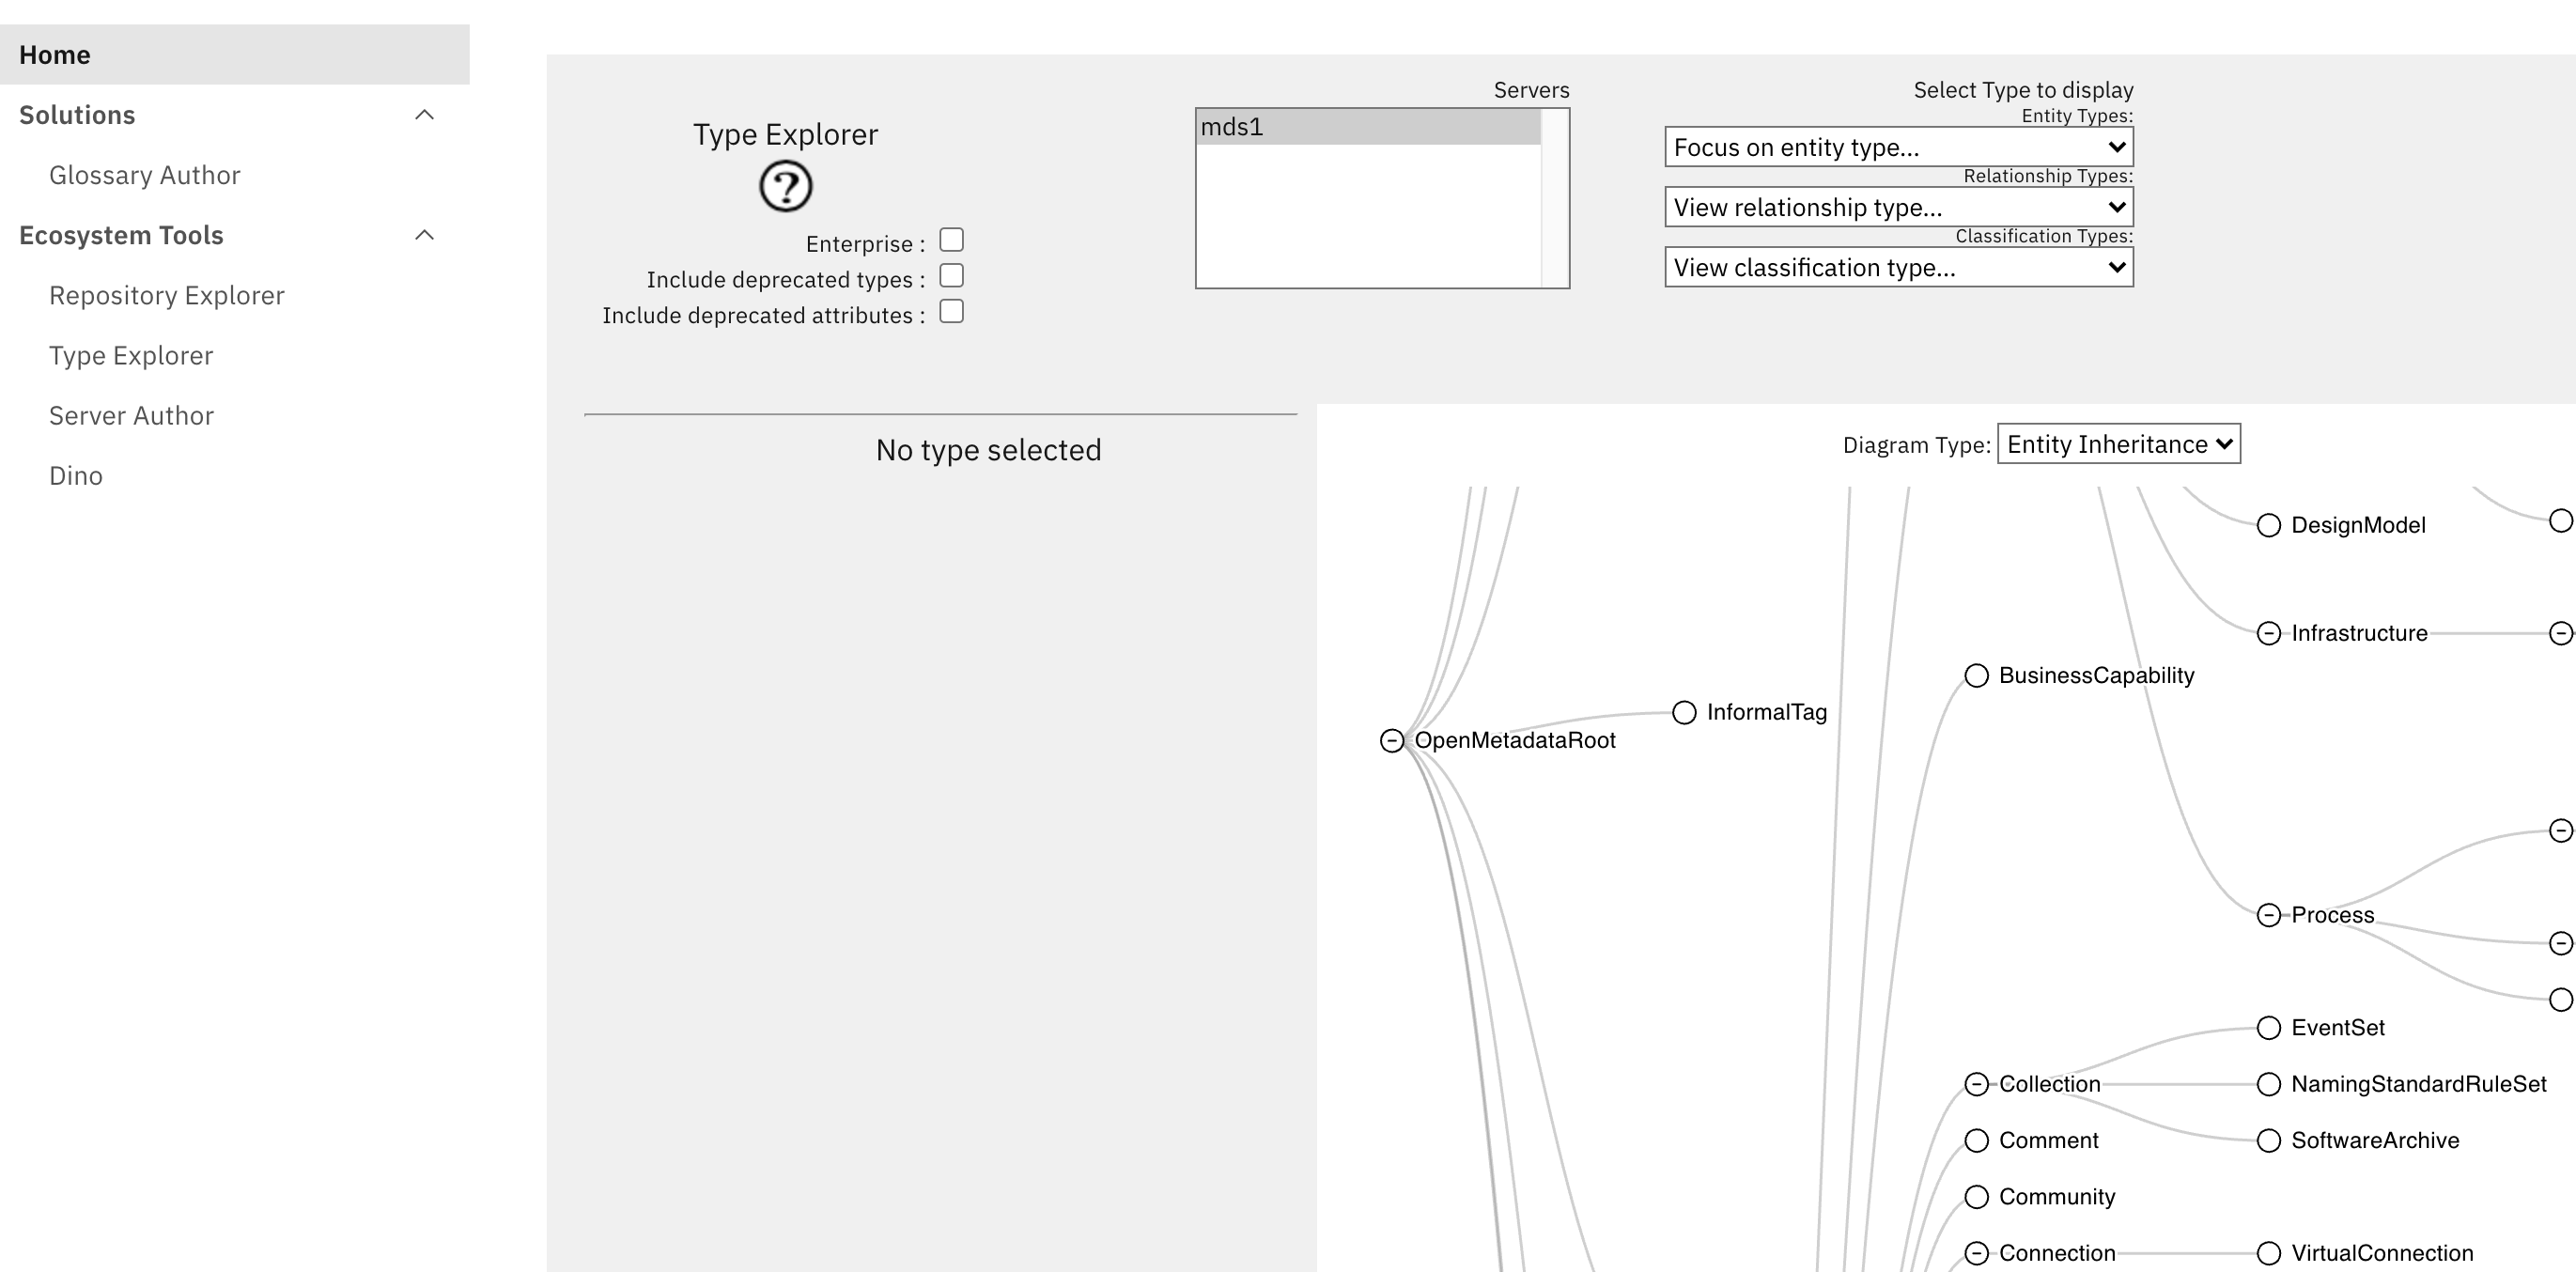 Home
Solutions
Glossary Author
Ecosystem Tools
Repository Explorer
Type Explorer
Server Author
Dino
Type Explorer
?
Enterprise :
Include deprecated types :
Include deprecated attributes :
Servers
mds1
Select Type to display
Entity Types:
Focus on entity type...
Relationship Types:
View relationship type...
Classification Types:
View classification type...
No type selected
Diagram Type: Entity Inheritance
DesignModel
Infrastructure
BusinessCapability
InformalTag
OpenMetadataRoot
Process
EventSet
Collection
NamingStandardRuleSet
Comment
SoftwareArchive
Community
Connection
VirtualConnection